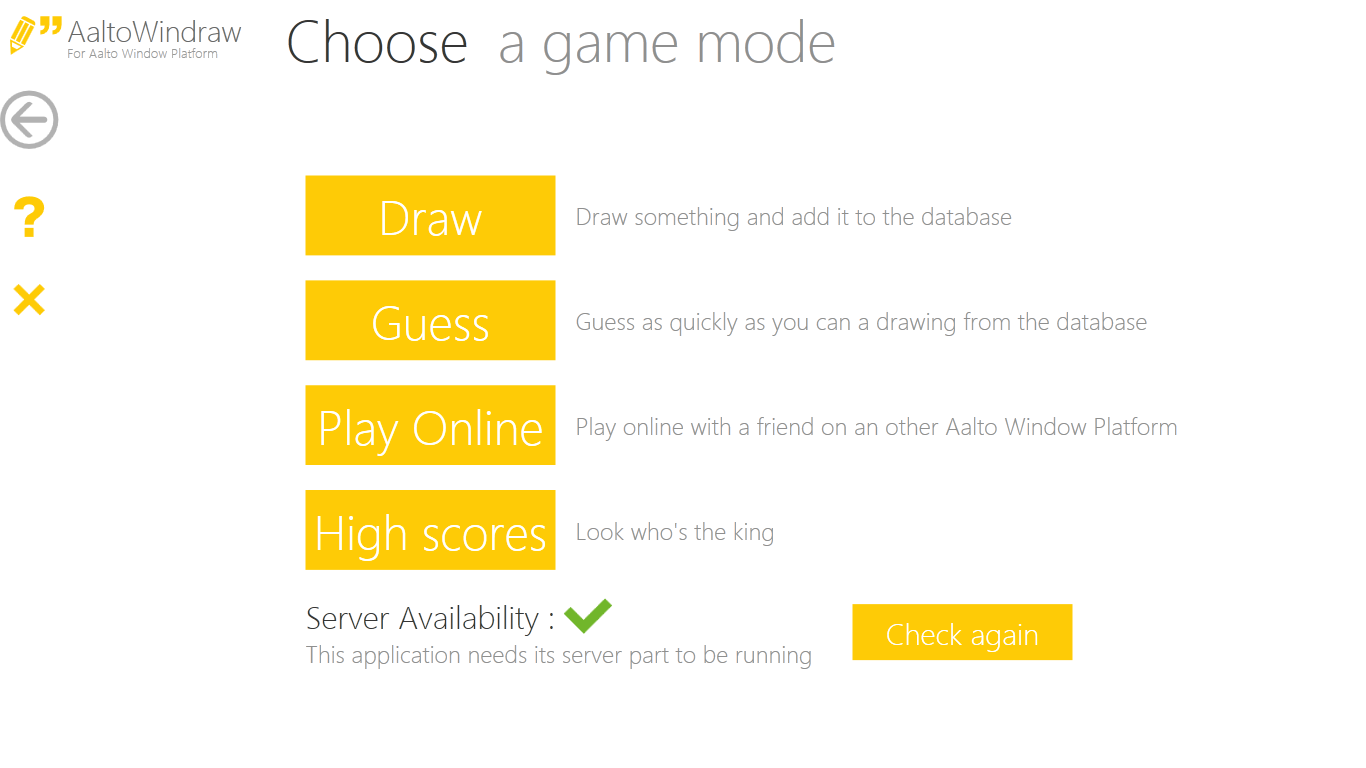 AaltoWindraw
For Aalto Window Platform
Choose a game mode
?
Draw
Draw something and add it to the database
Guess
Guess as quickly as you can a drawing from the database
Play Online
Play online with a friend on an other Aalto Window Platform
High scores
Look who's the king
Server Availability :
This application needs its server part to be running
Check again